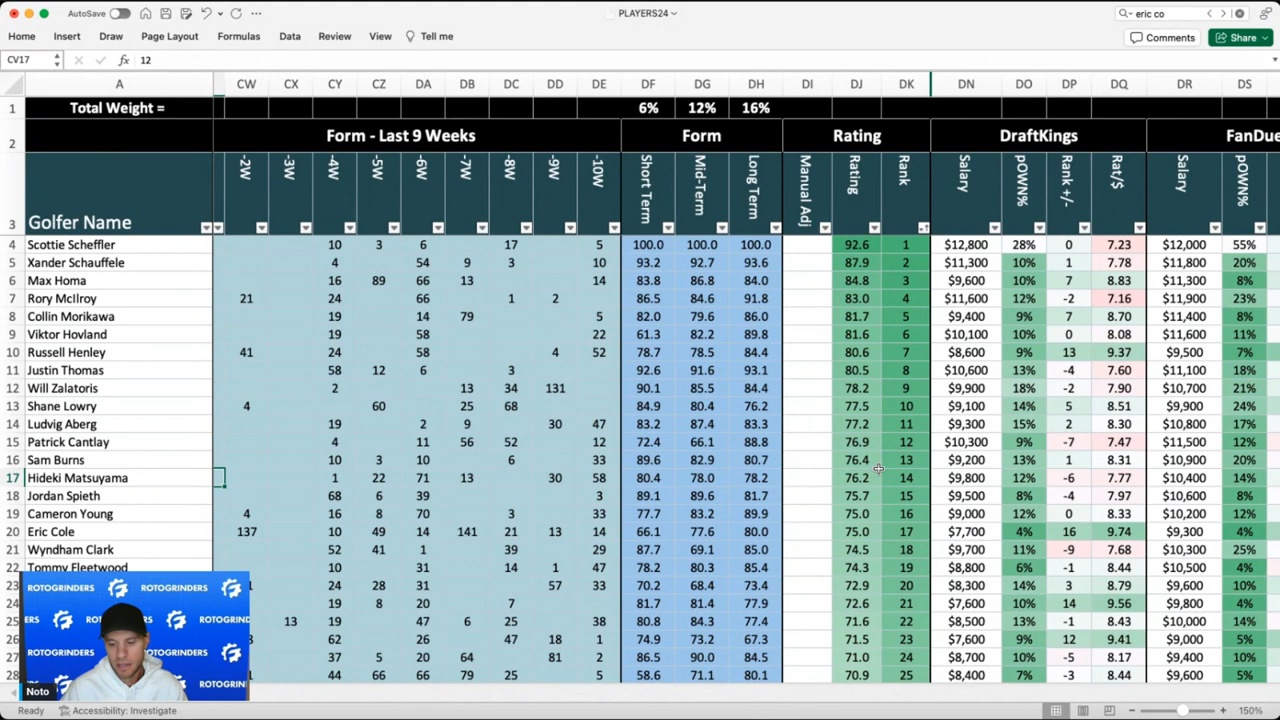 AutoSave
PLAYERS24
eric co
Home Insert Draw Page Layout Formulas Data Review View Tell me Comments Share
CV17 fx 12
A CW CX CY CZ DA DB DC DD DE DF DG DH DI DJ DK DN DO DP DQ DR DS
1 Total Weight = 6% 12% 16%
2 Form - Last 9 Weeks Form Rating DraftKings FanDue
3 Golfer Name -2W -3W -4W -5W -6W -7W -8W -9W -10W Short Term Mid-Term Long Term Manual Adj Rating Rank Salary pOWN% Rank +/- Rat/$ Salary pOWN%
4 Scottie Scheffler 10 3 6 17 5 100.0 100.0 100.0 92.6 1 $12,800 28% 0 7.23 $12,000 55%
5 Xander Schauffele 4 54 9 3 10 93.2 92.7 93.6 87.9 2 $11,300 10% 1 7.78 $11,800 20%
6 Max Homa 16 89 66 13 14 83.8 86.8 84.0 84.8 3 $9,600 10% 7 8.83 $11,300 8%
7 Rory McIlroy 21 24 66 1 2 86.5 84.6 91.8 83.0 4 $11,600 12% -2 7.16 $11,900 23%
8 Collin Morikawa 19 14 79 5 82.0 79.6 86.0 81.7 5 $9,400 9% 7 8.70 $11,400 8%
9 Viktor Hovland 19 58 22 61.3 82.2 89.8 81.6 6 $10,100 10% 0 8.08 $11,600 11%
10 Russell Henley 41 24 58 4 52 78.7 78.5 84.4 80.6 7 $8,600 9% 13 9.37 $9,500 7%
11 Justin Thomas 58 12 6 3 92.6 91.6 93.1 80.5 8 $10,600 13% -4 7.60 $11,100 18%
12 Will Zalatoris 2 13 34 131 90.1 85.5 84.4 78.2 9 $9,900 18% -2 7.90 $10,700 21%
13 Shane Lowry 4 60 25 68 84.9 80.4 76.2 77.5 10 $9,100 14% 5 8.51 $9,900 24%
14 Ludvig Aberg 19 2 9 30 47 83.2 87.4 83.3 77.2 11 $9,300 15% 2 8.30 $10,800 17%
15 Patrick Cantlay 4 11 56 52 12 72.4 66.1 88.8 76.9 12 $10,300 9% -7 7.47 $11,500 12%
16 Sam Burns 10 3 10 6 33 89.6 82.9 80.7 76.4 13 $9,200 13% 1 8.31 $10,900 20%
17 Hideki Matsuyama 1 22 71 13 30 58 80.4 78.0 78.2 76.2 14 $9,800 12% -6 7.77 $10,400 14%
18 Jordan Spieth 68 6 39 3 89.1 89.6 81.7 75.7 15 $9,500 8% -4 7.97 $10,600 8%
19 Cameron Young 4 16 8 70 3 33 77.7 83.2 89.9 75.0 16 $9,000 12% 0 8.33 $10,200 12%
20 Eric Cole 137 10 49 14 141 21 13 14 66.1 77.6 80.0 75.0 17 $7,700 4% 16 9.74 $9,300 4%
21 Wyndham Clark 52 41 1 39 29 87.7 69.1 85.0 74.5 18 $9,700 11% -9 7.68 $10,300 25%
22 Tommy Fleetwood 10 31 14 1 47 78.2 80.3 85.4 74.3 19 $8,800 6% -1 8.44 $10,500 4%
23 24 28 31 57 33 70.2 68.4 73.4 72.9 20 $8,300 14% 3 8.79 $9,600 10%
24 19 8 20 7 81.7 81.4 77.9 72.6 21 $7,600 10% 14 9.56 $9,800 4%
25 13 19 47 6 25 38 80.8 84.3 77.4 71.6 22 $8,500 13% -1 8.43 $10,000 14%
26 62 26 47 18 1 74.9 73.2 67.3 71.5 23 $7,600 9% 12 9.41 $9,000 5%
27 37 5 20 64 81 2 86.5 90.0 84.5 71.0 24 $8,700 10% -5 8.17 $9,400 10%
28 44 66 66 79 25 5 58.6 71.1 80.1 70.9 25 $8,400 7% -3 8.44 $9,600 5%
ROTOGRINDERS
ROTOGRINDERS
ROTOGRINDERS
Noto
Ready Accessibility: Investigate 150%